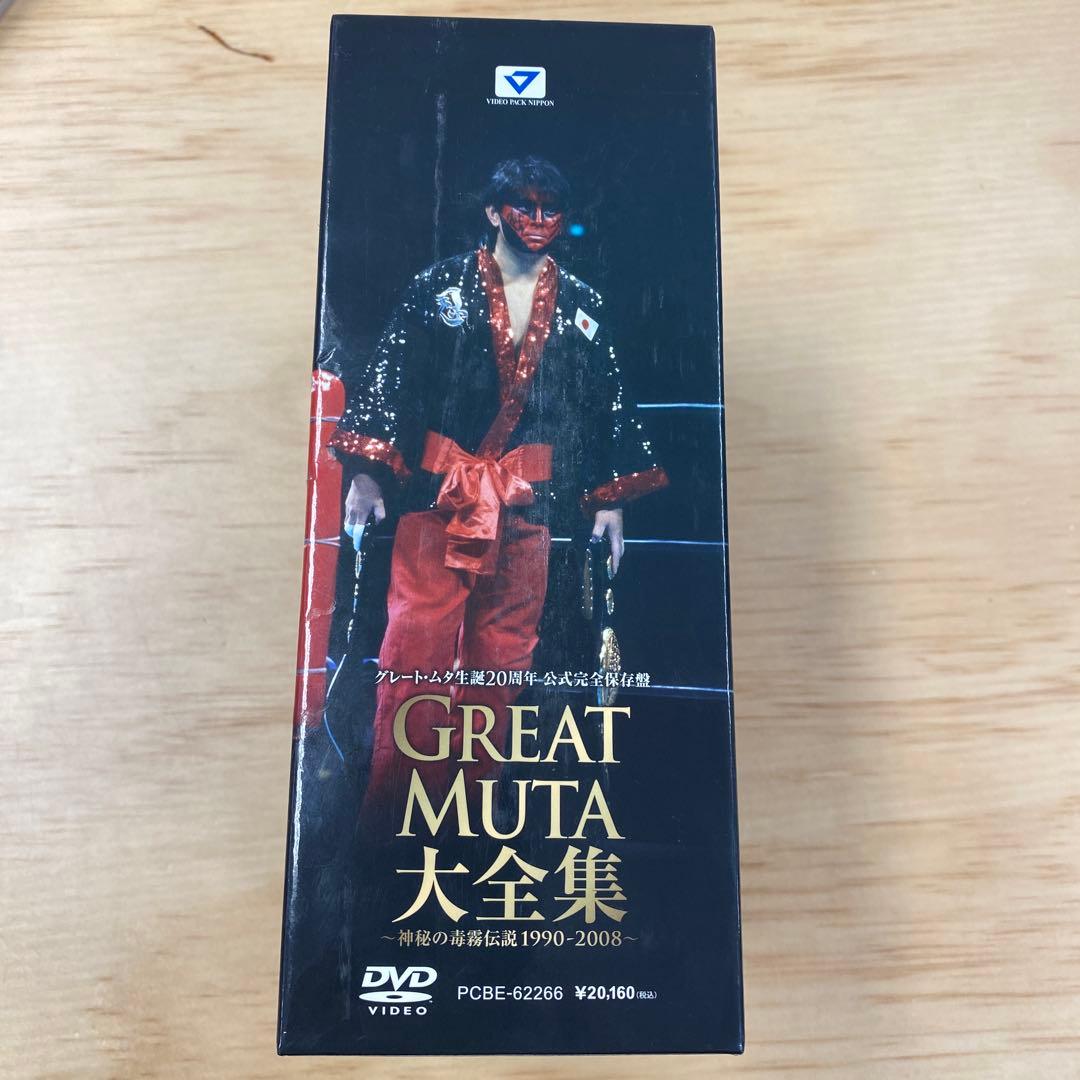 VIDEO PACK NIPPON
グレート・ムタ生誕20周年 公式完全保存盤
GREAT
MUTA
大全集
~神秘の毒霧伝説1990-2008~
DVD
VIDEO
PCBE-62266 ¥20,160(税込)